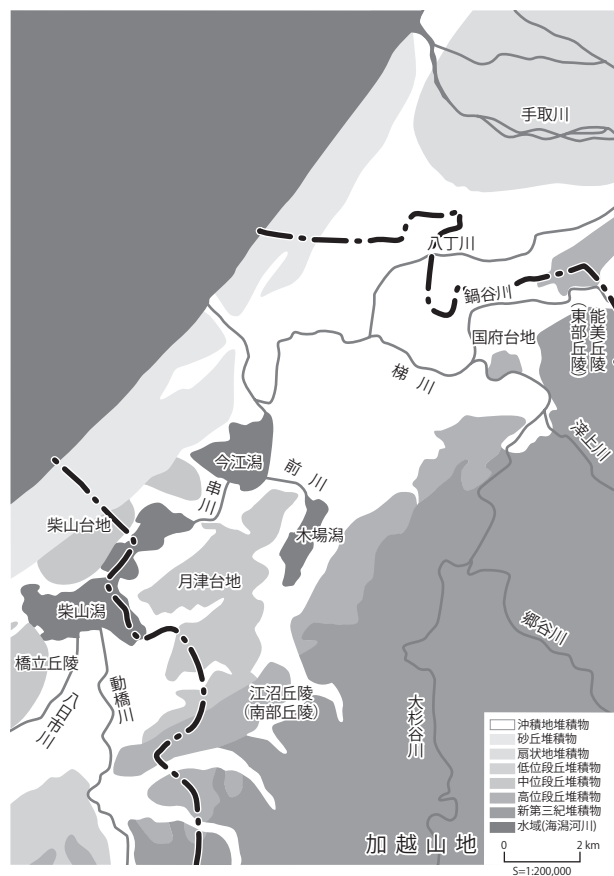 手取川
八丁川
鍋谷川
国府台地
能美丘陵
(東部丘陵)
梯川
滓上川
今江潟
前川
串川
木場潟
柴山台地
月津台地
柴山潟
郷谷川
橋立丘陵
動橋川
八日市川
江沼丘陵
(南部丘陵)
大杉谷川
加越山地
沖積地堆積物
砂丘堆積物
扇状地堆積物
低位段丘堆積物
中位段丘堆積物
高位段丘堆積物
新第三紀堆積物
水域(海潟河川)
0 2 km
S=1:200,000